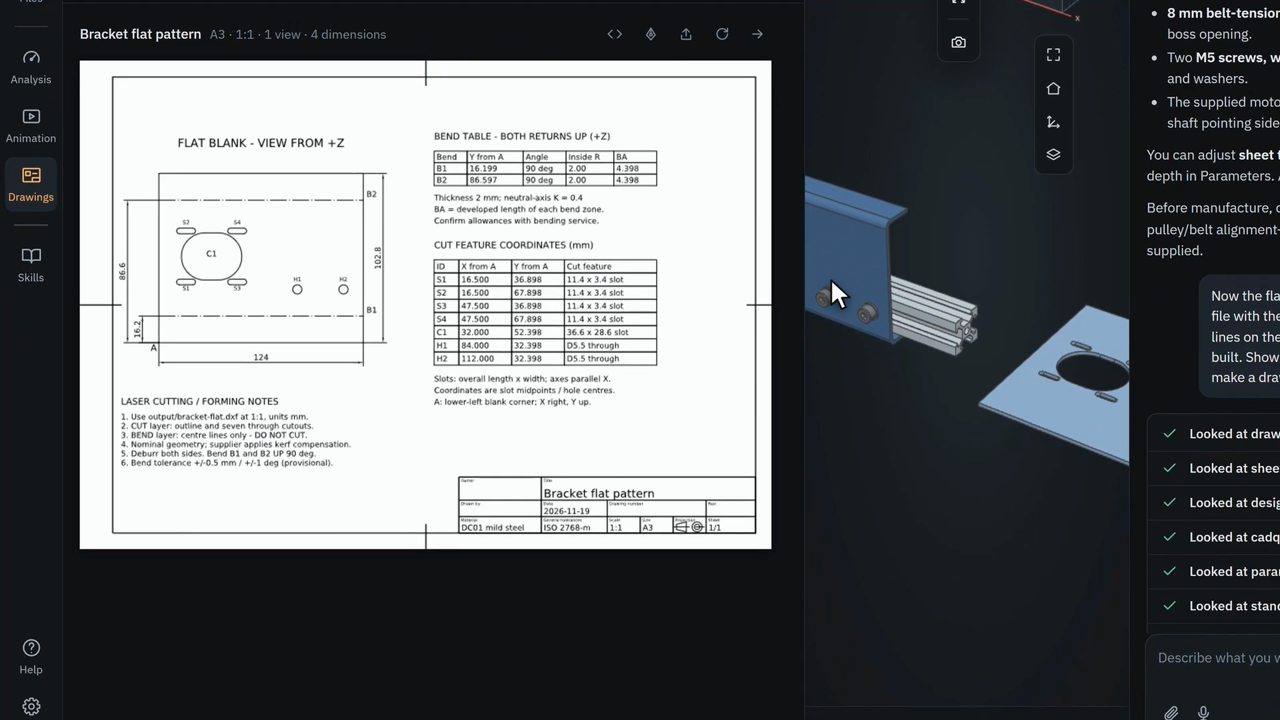 Analysis
Animation
Drawings
Skills
Help
Bracket flat pattern A3 · 1:1 · 1 view · 4 dimensions
FLAT BLANK - VIEW FROM +Z
B2
S2 S4
C1
S1 S3
H1 H2
B1
86.6
102.8
16.2
A
124
LASER CUTTING / FORMING NOTES
1. Use output/bracket-flat.dxf at 1:1, units mm.
2. CUT layer: outline and seven through cutouts.
3. BEND layer: centre lines only - DO NOT CUT.
4. Nominal geometry; supplier applies kerf compensation.
5. Deburr both sides. Bend B1 and B2 UP 90 deg.
6. Bend tolerance +/-0.5 mm / +/-1 deg (provisional).
BEND TABLE - BOTH RETURNS UP (+Z)
Bend Y from A Angle Inside R BA
B1 16.199 90 deg 2.00 4.398
B2 86.597 90 deg 2.00 4.398
Thickness 2 mm; neutral-axis K = 0.4
BA = developed length of each bend zone.
Confirm allowances with bending service.
CUT FEATURE COORDINATES (mm)
ID X from A Y from A Cut feature
S1 16.500 36.898 11.4 x 3.4 slot
S2 16.500 67.898 11.4 x 3.4 slot
S3 47.500 36.898 11.4 x 3.4 slot
S4 47.500 67.898 11.4 x 3.4 slot
C1 32.000 52.398 36.6 x 28.6 slot
H1 84.000 32.398 D5.5 through
H2 112.000 32.398 D5.5 through
Slots: overall length x width; axes parallel X.
Coordinates are slot midpoints / hole centres.
A: lower-left blank corner; X right, Y up.
Title
Bracket flat pattern
Drawn by Date Drawing number
2026-11-19
Material General tolerances Scale Size Sheet
DC01 mild steel ISO 2768-m 1:1 A3 1/1
x
8 mm belt-tension
boss opening.
Two M5 screws, w
and washers.
The supplied moto
shaft pointing side
You can adjust sheet t
depth in Parameters. A
Before manufacture, c
pulley/belt alignment-
supplied.
Now the fla
file with the
lines on the
built. Show
make a draw
Looked at draw
Looked at shee
Looked at desig
Looked at cadq
Looked at para
Looked at stand
Describe what you w